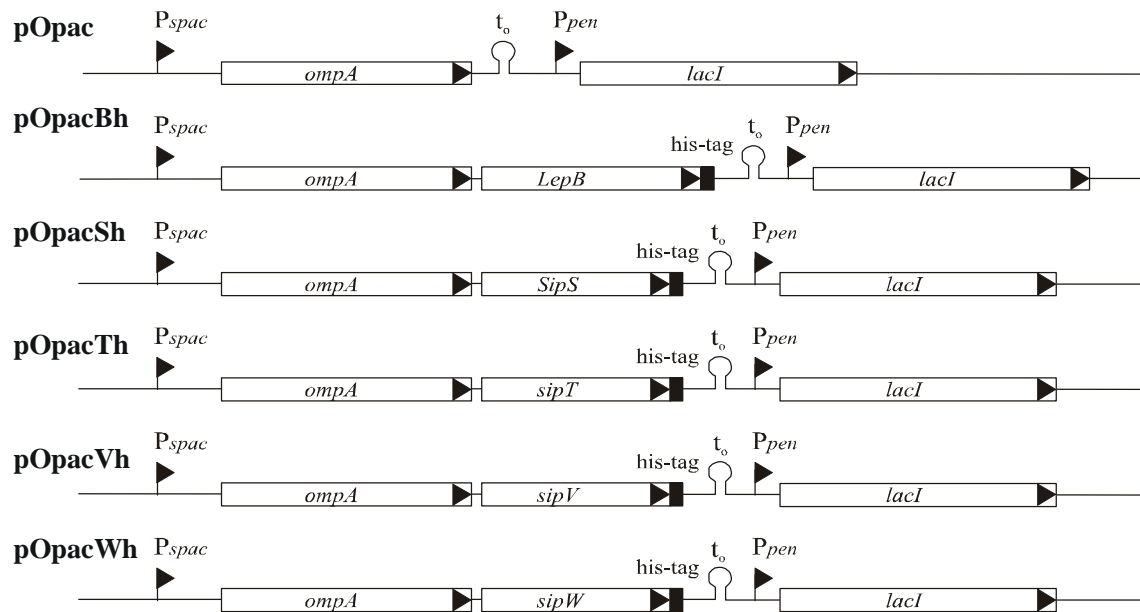 pOpac Pspac to Ppen
ompA lacI
pOpacBh Pspac his-tag to Ppen
ompA LepB lacI
pOpacSh Pspac his-tag to Ppen
ompA SipS lacI
pOpacTh Pspac his-tag to Ppen
ompA sipT lacI
pOpacVh Pspac his-tag to Ppen
ompA sipV lacI
pOpacWh Pspac his-tag to Ppen
ompA sipW lacI